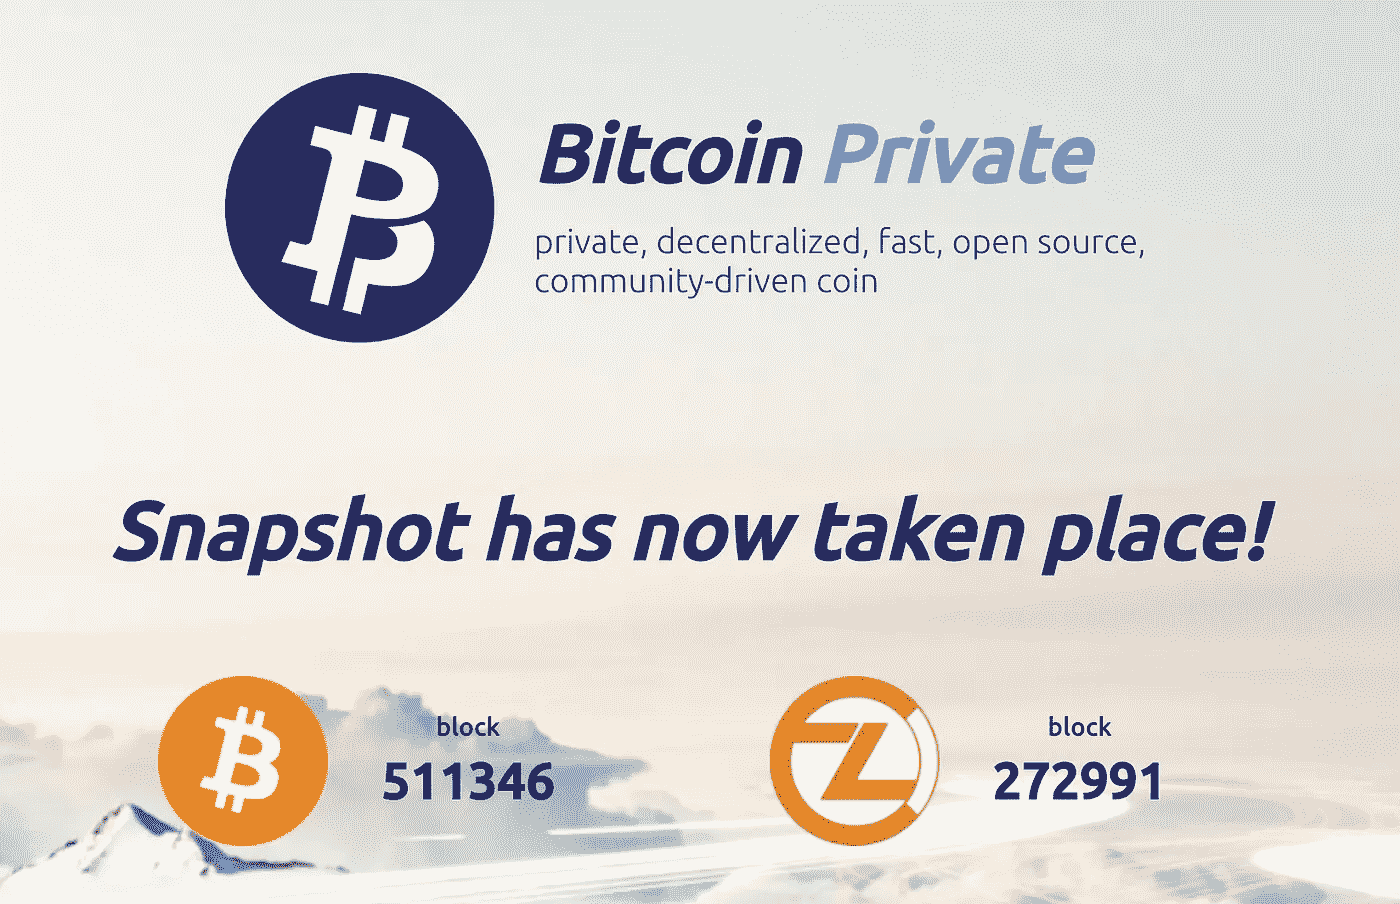 Bitcoin Private
private, decentralized, fast, open source,
community-driven coin
Snapshot has now taken place!
block
511346
block
272991